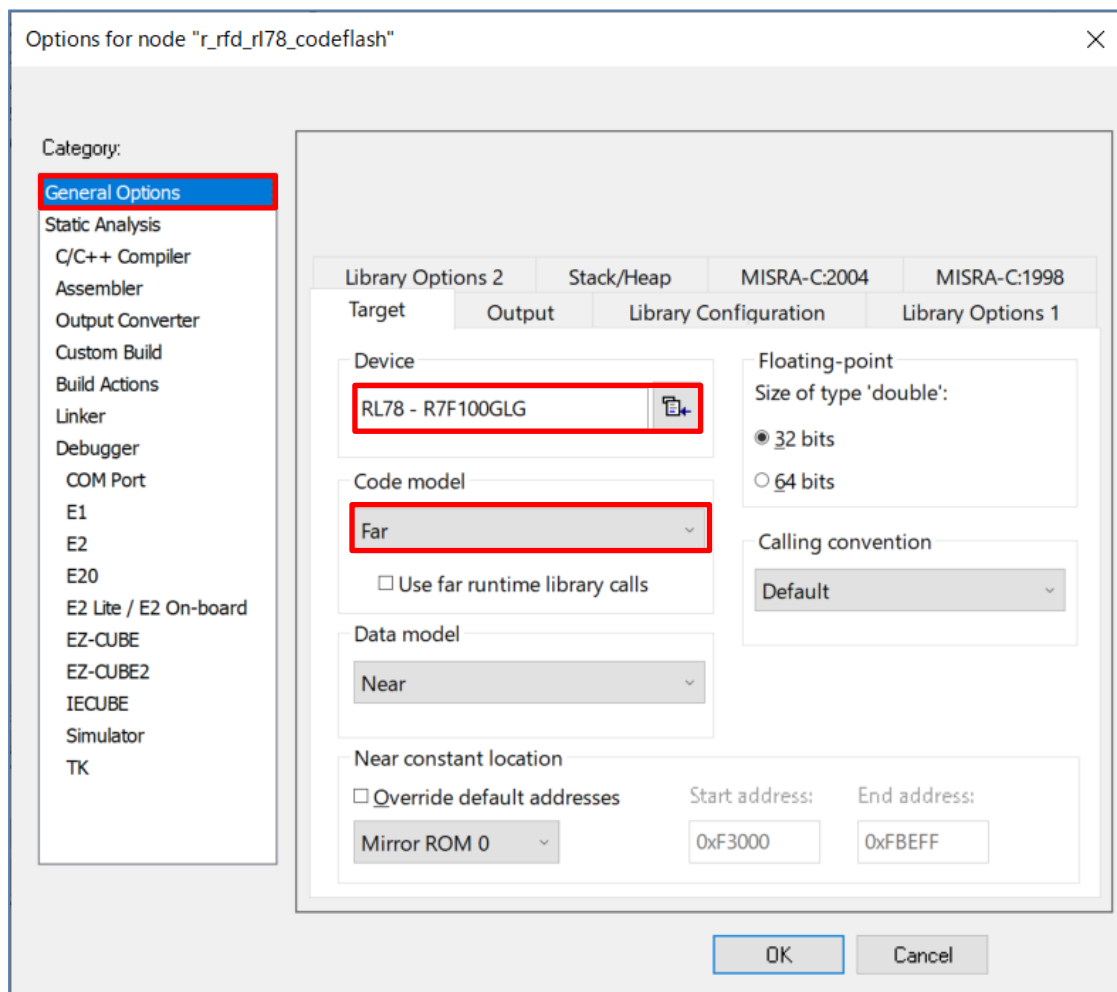 Options for node "r_rfd_rl78_codeflash"
Category:
General Options
Static Analysis
C/C++ Compiler
Assembler
Output Converter
Custom Build
Build Actions
Linker
Debugger
COM Port
E1
E2
E20
E2 Lite / E2 On-board
EZ-CUBE
EZ-CUBE2
IECUBE
Simulator
TK
Library Options 2 Stack/Heap MISRA-C:2004 MISRA-C:1998
Target Output Library Configuration Library Options 1
Device
RL78 - R7F100GLG
Code model
Far
Use far runtime library calls
Data model
Near
Floating-point
Size of type 'double':
32 bits
64 bits
Calling convention
Default
Near constant location
Override default addresses Start address: End address:
Mirror ROM 0 0xF3000 0xFBEFF
OK Cancel